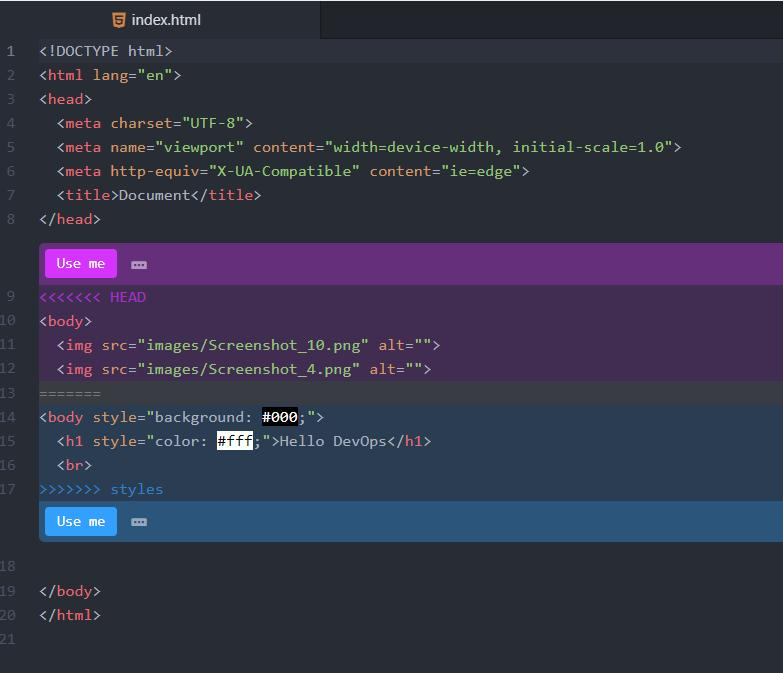 index.html
1 <!DOCTYPE html>
2 <html lang="en">
3 <head>
4   <meta charset="UTF-8">
5   <meta name="viewport" content="width=device-width, initial-scale=1.0">
6   <meta http-equiv="X-UA-Compatible" content="ie=edge">
7   <title>Document</title>
8 </head>
Use me
9 <<<<<<< HEAD
10 <body>
11   <img src="images/Screenshot_10.png" alt="">
12   <img src="images/Screenshot_4.png" alt="">
13 =======
14 <body style="background: #000;">
15   <h1 style="color: #fff;">Hello DevOps</h1>
16   <br>
17 >>>>>>> styles
Use me
18
19 </body>
20 </html>
21